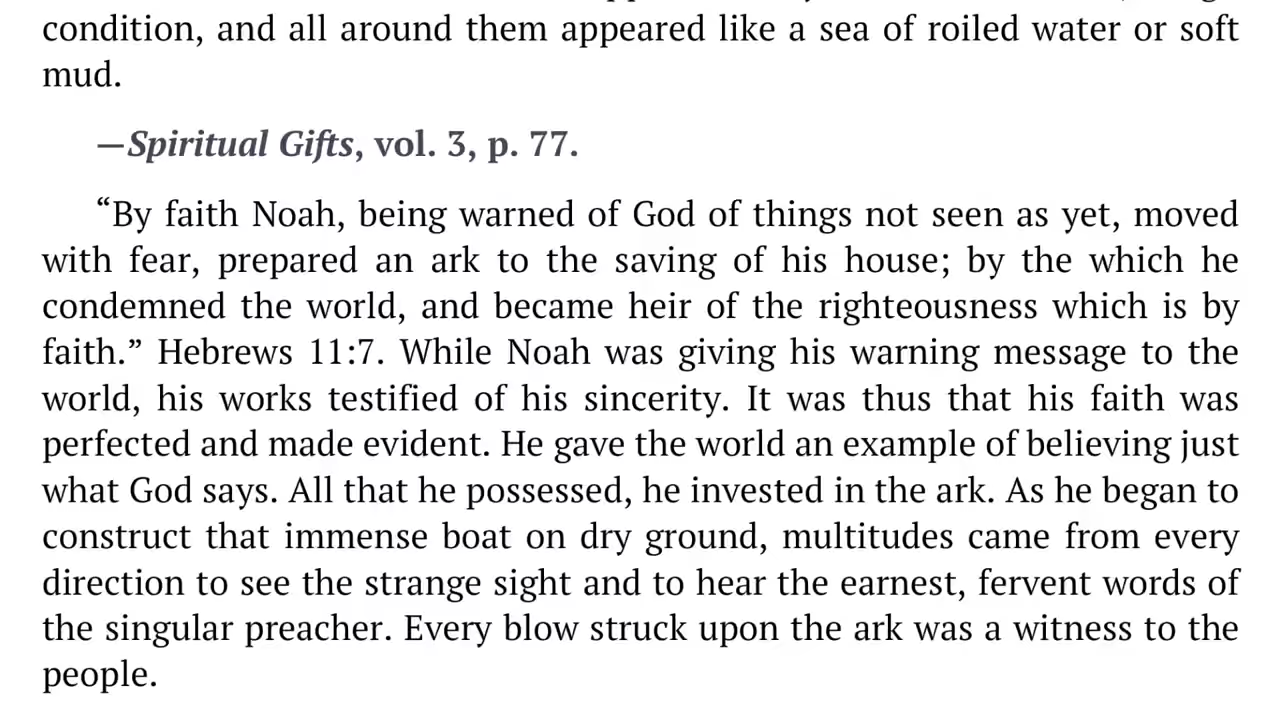 condition, and all around them appeared like a sea of roiled water or soft
mud.
—Spiritual Gifts, vol. 3, p. 77.
“By faith Noah, being warned of God of things not seen as yet, moved
with fear, prepared an ark to the saving of his house; by the which he
condemned the world, and became heir of the righteousness which is by
faith.” Hebrews 11:7. While Noah was giving his warning message to the
world, his works testified of his sincerity. It was thus that his faith was
perfected and made evident. He gave the world an example of believing just
what God says. All that he possessed, he invested in the ark. As he began to
construct that immense boat on dry ground, multitudes came from every
direction to see the strange sight and to hear the earnest, fervent words of
the singular preacher. Every blow struck upon the ark was a witness to the
people.